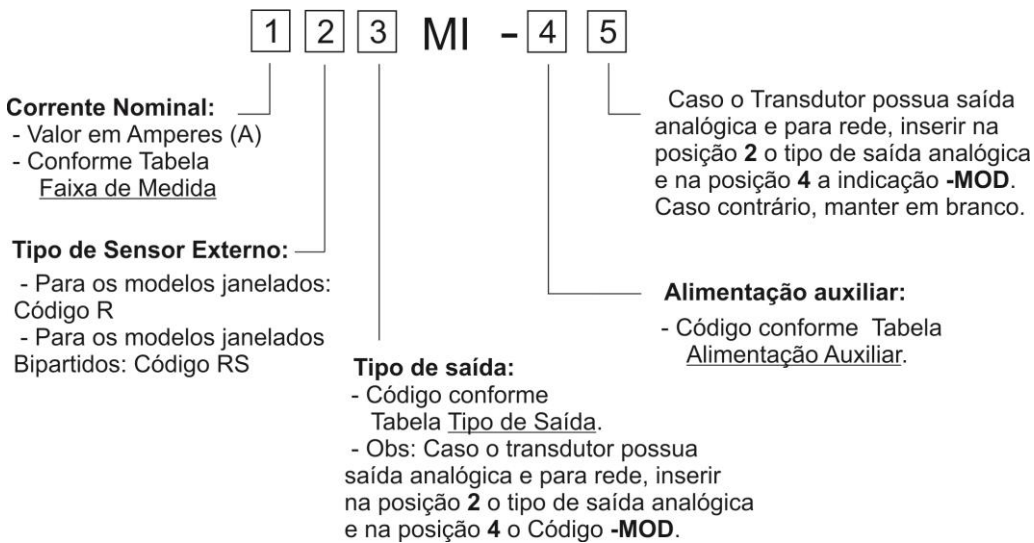 1 2 3 MI - 4 5
Corrente Nominal:
- Valor em Amperes (A)
- Conforme Tabela
Faixa de Medida
Caso o Transdutor possua saída
analógica e para rede, inserir na
posição 2 o tipo de saída analógica
e na posição 4 a indicação -MOD.
Caso contrário, manter em branco.
Tipo de Sensor Externo:
- Para os modelos janelados:
Código R
- Para os modelos janelados
Bipartidos: Código RS
Alimentação auxiliar:
- Código conforme Tabela
Alimentação Auxiliar.
Tipo de saída:
- Código conforme
Tabela Tipo de Saída.
- Obs: Caso o transdutor possua
saída analógica e para rede, inserir
na posição 2 o tipo de saída analógica
e na posição 4 o Código -MOD.